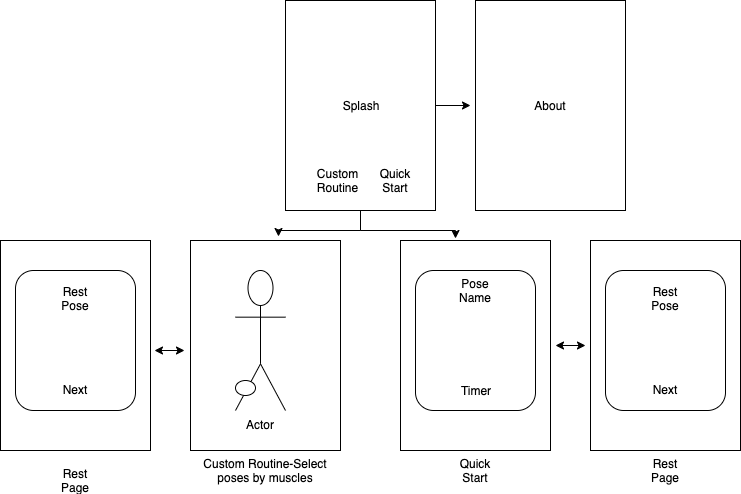 Splash
About
Custom
Routine
Quick
Start
Rest
Pose
Next
Rest
Page
Actor
Custom Routine-Select
poses by muscles
Pose
Name
Timer
Quick
Start
Rest
Pose
Next
Rest
Page